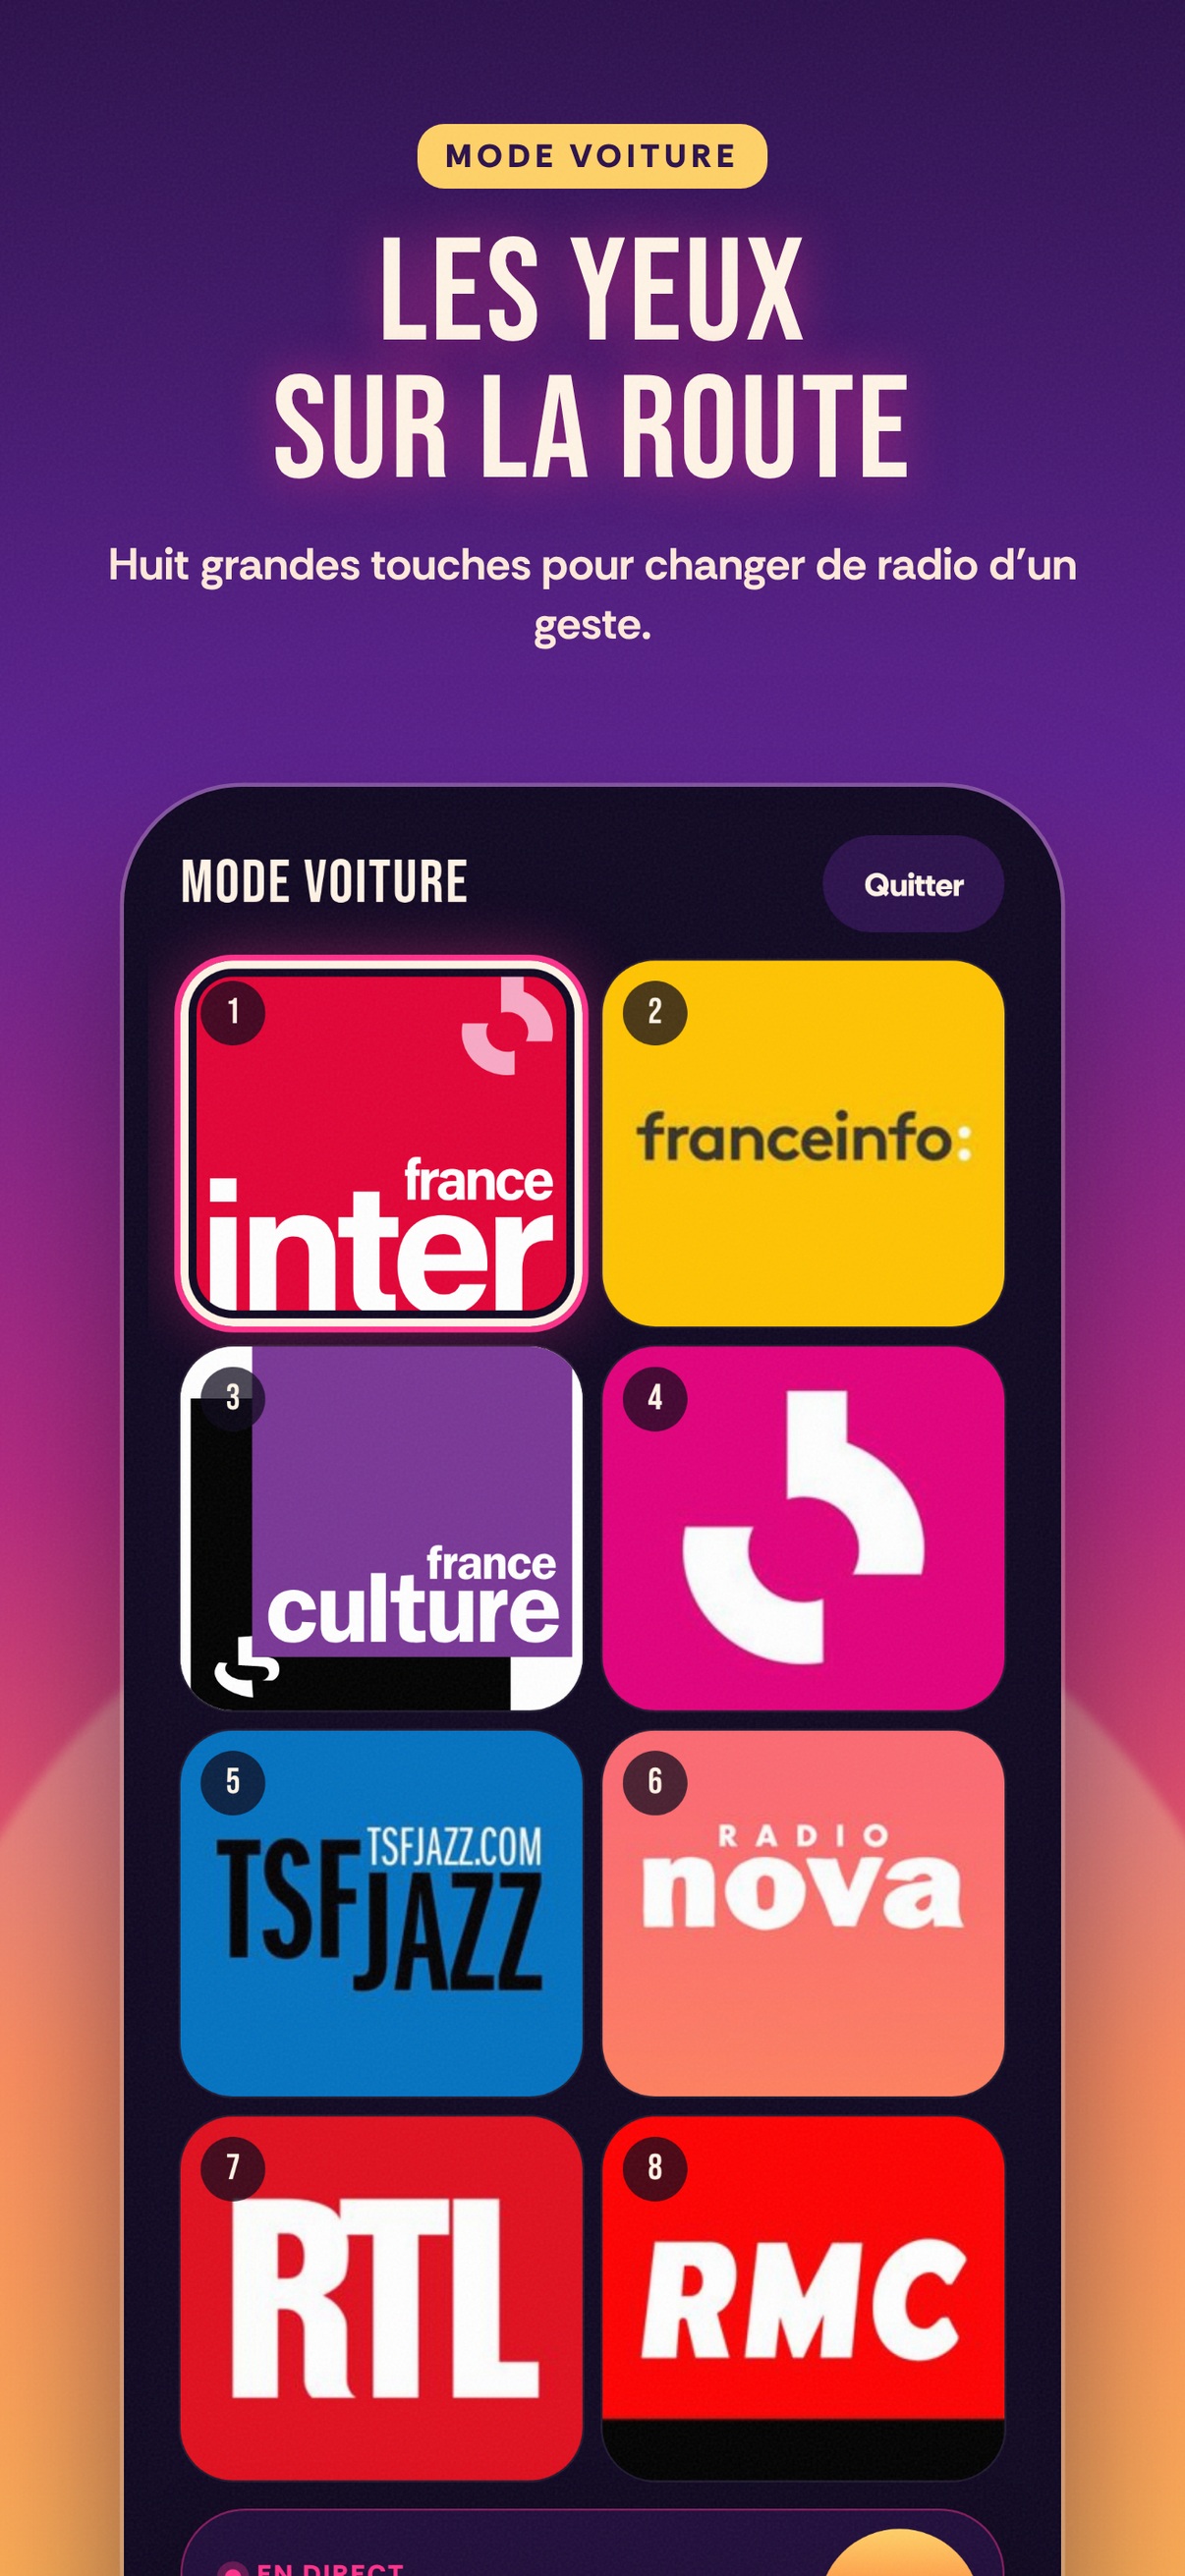 MODE VOITURE
LES YEUX
SUR LA ROUTE
Huit grandes touches pour changer de radio d’un
geste.
MODE VOITURE
Quitter
1
france
inter
2
franceinfo:
3
france
culture
4
5
TSFJAZZ.COM
TSF
JAZZ
6
RADIO
nova
7
RTL
8
RMC
EN DIRECT